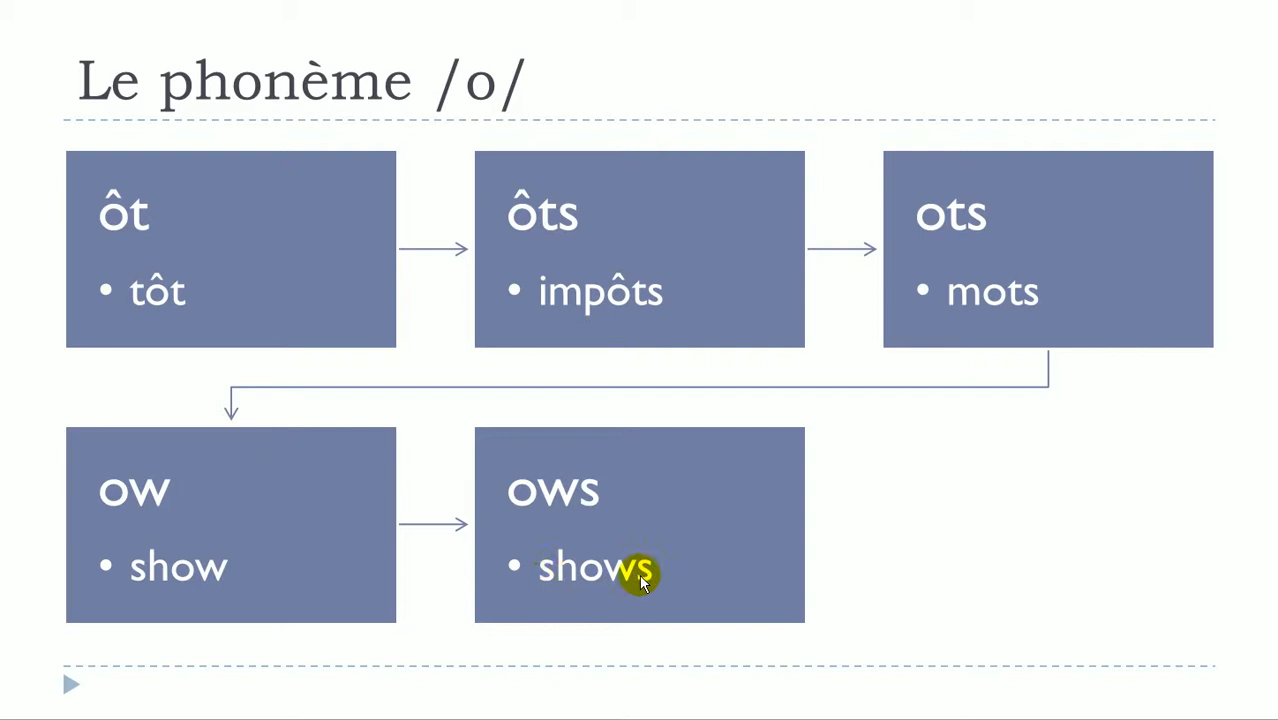 Le phonème /o/
ôt
• tôt
ôts
• impôts
ots
• mots
ow
• show
ows
• shows